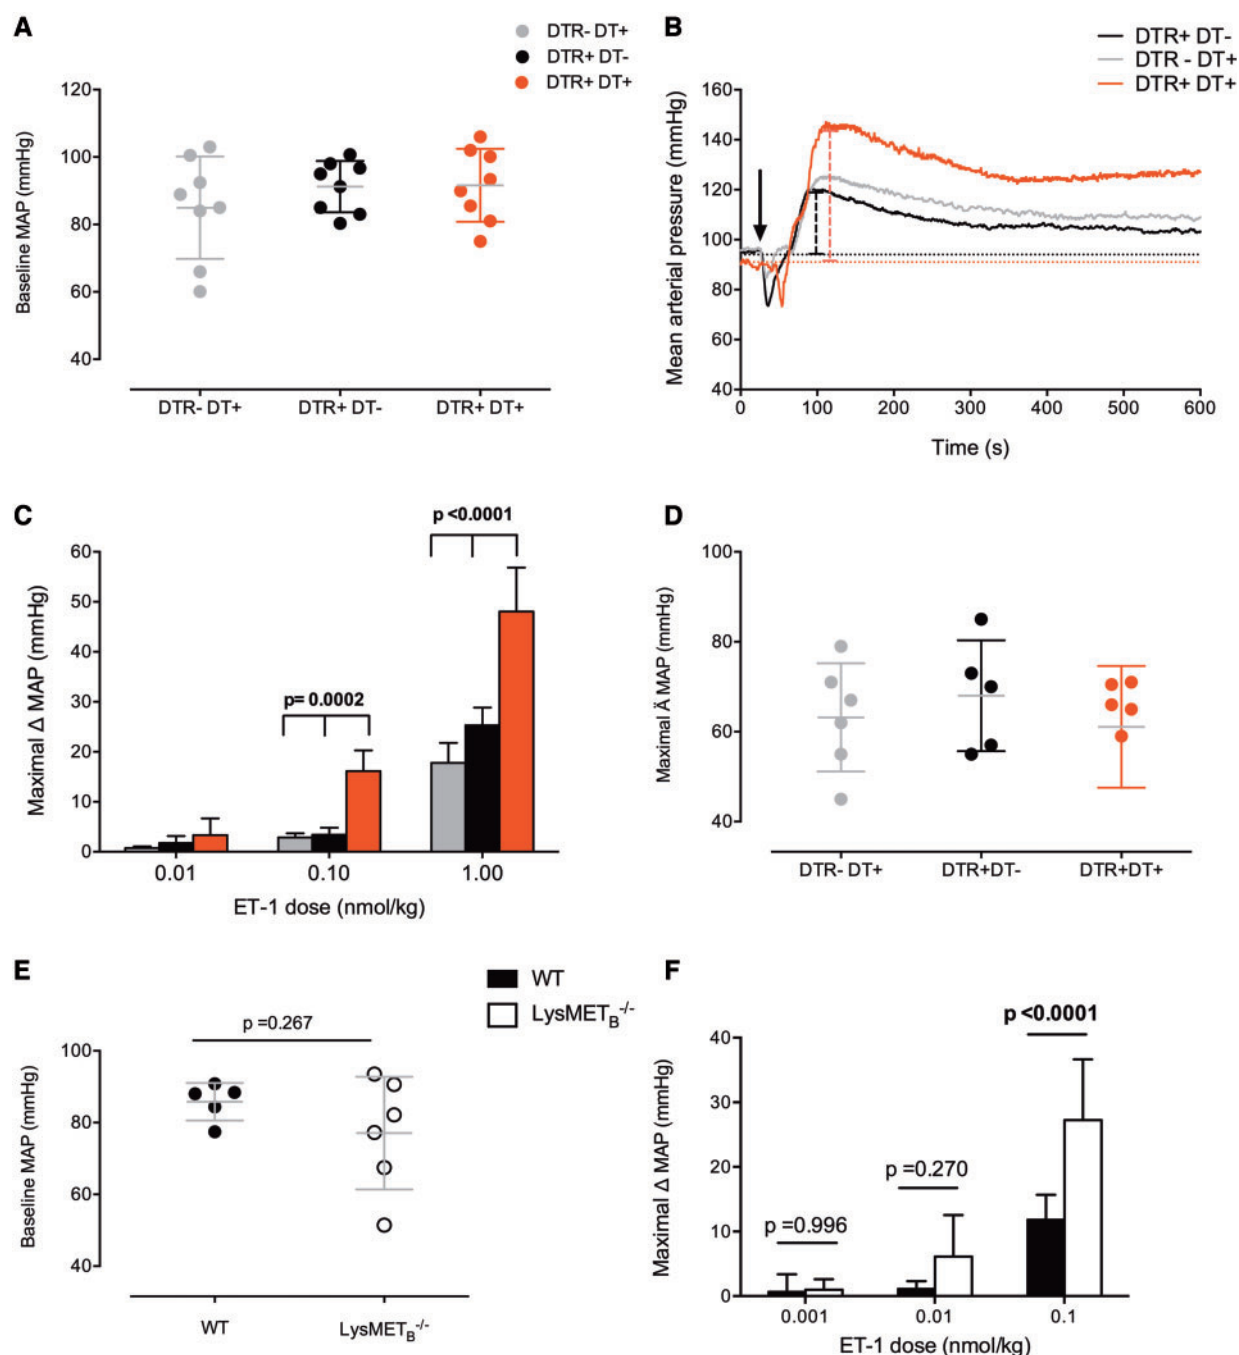 A
DTR- DT+
DTR+ DT-
DTR+ DT+
Baseline MAP (mmHg)
120
100
80
60
40
DTR- DT+
DTR+ DT-
DTR+ DT+
B
DTR+ DT-
DTR - DT+
DTR+ DT+
Mean arterial pressure (mmHg)
160
140
120
100
80
60
40
0
100
200
300
400
500
600
Time (s)
C
p <0.0001
p= 0.0002
Maximal Δ MAP (mmHg)
60
50
40
30
20
10
0
0.01
0.10
1.00
ET-1 dose (nmol/kg)
D
Maximal Ä MAP (mmHg)
100
80
60
40
DTR- DT+
DTR+DT-
DTR+DT+
E
WT
LysMET_B^-/-
p =0.267
Baseline MAP (mmHg)
100
80
60
40
WT
LysMET_B^-/-
F
p <0.0001
p =0.270
p =0.996
Maximal Δ MAP (mmHg)
40
30
20
10
0
0.001
0.01
0.1
ET-1 dose (nmol/kg)